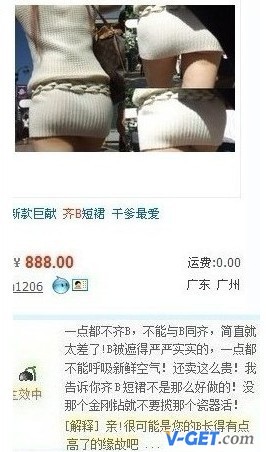 新款巨献 齐B短裙 干爹最爱
¥ 888.00
运费:0.00
1206
广东 广州
一点都不齐B，不能与B同齐，简直就
太差了!B被遮得严严实实的，一点都
不能呼吸新鲜空气！还卖这么贵！我
告诉你齐B短裙不是那么好做的！没
那个金刚钻就不要揽那个瓷器活！
生效中
[解释] 亲!很可能是您的B长得有点
高了的缘故吧 ...
V-GET.com